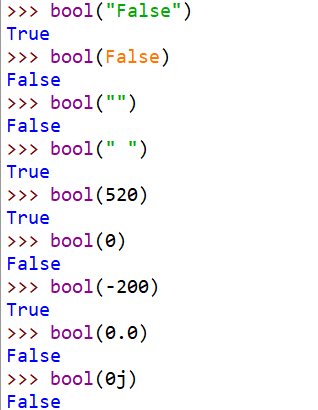 >>> bool("False")
True
>>> bool(False)
False
>>> bool("")
False
>>> bool(" ")
True
>>> bool(520)
True
>>> bool(0)
False
>>> bool(-200)
True
>>> bool(0.0)
False
>>> bool(0j)
False